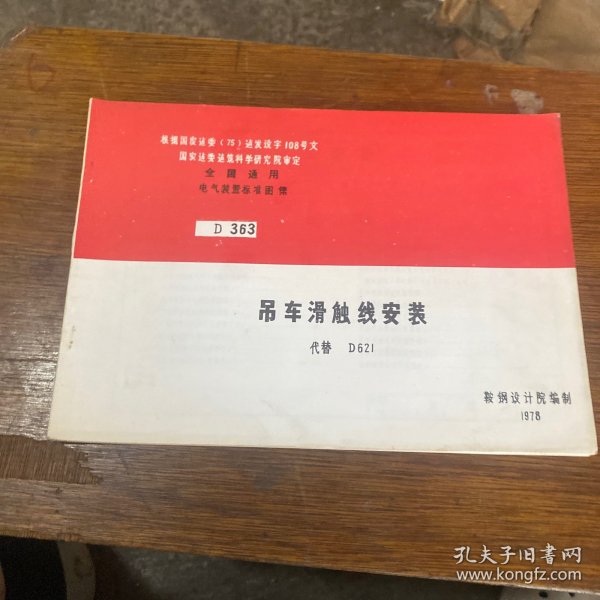 根据国家建委(75)建发设字108号文
国家建委建筑科学研究院审定
全国通用
电气装置标准图集
D 363
吊车滑触线安装
代替 D621
鞍钢设计院编制
1978
孔夫子旧书网
www.kongfz.com